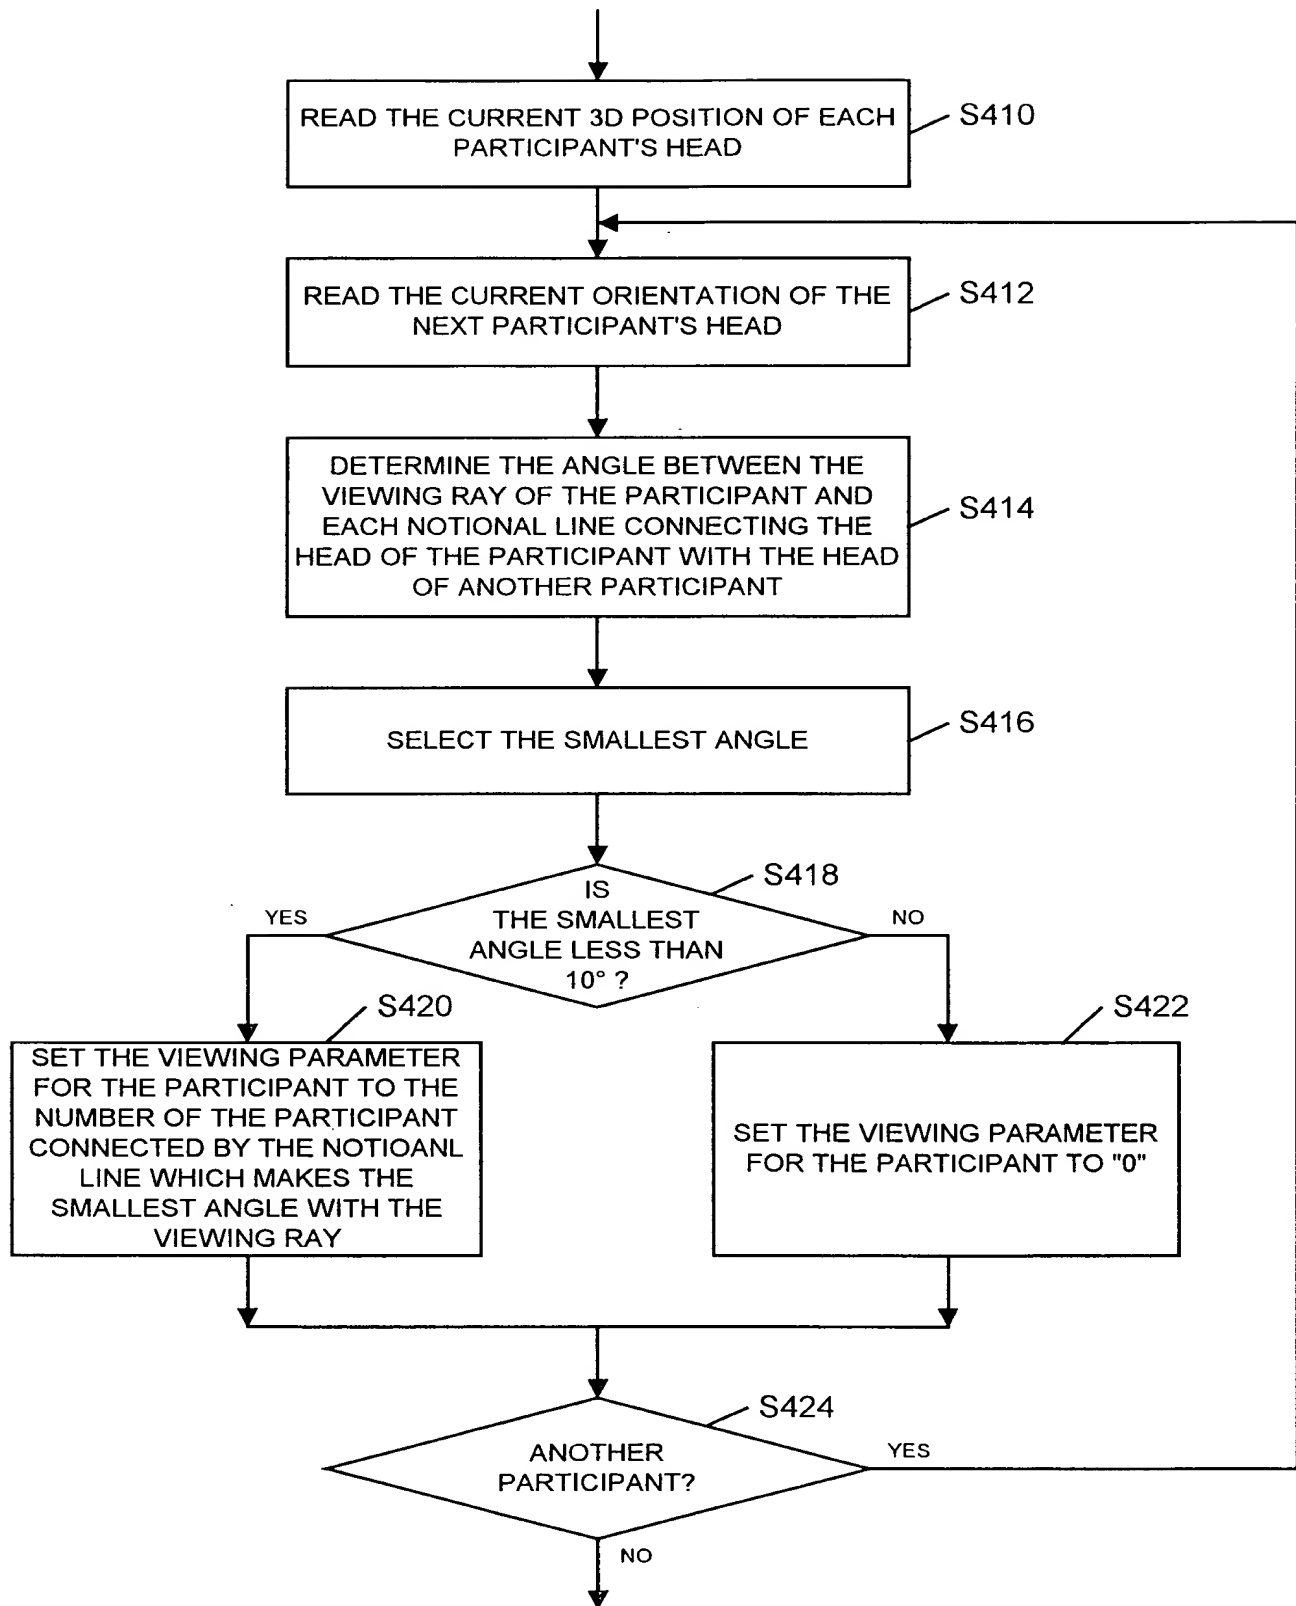 READ THE CURRENT 3D POSITION OF EACH
PARTICIPANT'S HEAD
S410
READ THE CURRENT ORIENTATION OF THE
NEXT PARTICIPANT'S HEAD
S412
DETERMINE THE ANGLE BETWEEN THE
VIEWING RAY OF THE PARTICIPANT AND
EACH NOTIONAL LINE CONNECTING THE
HEAD OF THE PARTICIPANT WITH THE HEAD
OF ANOTHER PARTICIPANT
S414
SELECT THE SMALLEST ANGLE
S416
IS
THE SMALLEST
ANGLE LESS THAN
10° ?
S418
YES
NO
S420
SET THE VIEWING PARAMETER
FOR THE PARTICIPANT TO THE
NUMBER OF THE PARTICIPANT
CONNECTED BY THE NOTIOANL
LINE WHICH MAKES THE
SMALLEST ANGLE WITH THE
VIEWING RAY
S422
SET THE VIEWING PARAMETER
FOR THE PARTICIPANT TO "0"
S424
ANOTHER
PARTICIPANT?
YES
NO